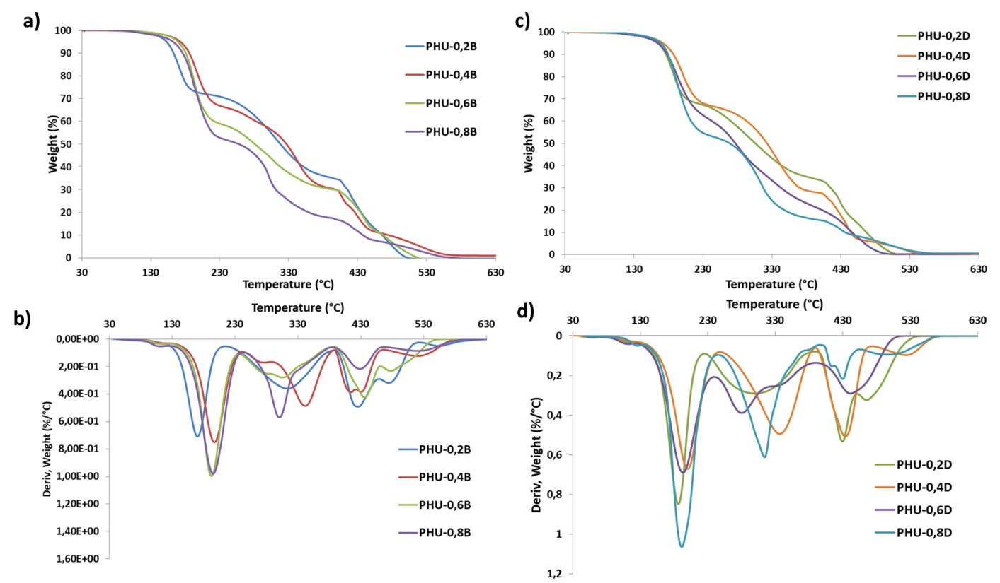 a)
100
90
80
70
60
50
40
30
20
10
0
Weight (%)
30 130 230 330 430 530 630
Temperature (°C)
PHU-0,2B
PHU-0,4B
PHU-0,6B
PHU-0,8B
c)
100
90
80
70
60
50
40
30
20
10
0
Weight (%)
30 130 230 330 430 530 630
Temperature (°C)
PHU-0,2D
PHU-0,4D
PHU-0,6D
PHU-0,8D
b)
Temperature (°C)
30 130 230 330 430 530 630
0,00E+00
2,00E-01
4,00E-01
6,00E-01
8,00E-01
1,00E+00
1,20E+00
1,40E+00
1,60E+00
Deriv, Weight (%/°C)
PHU-0,2B
PHU-0,4B
PHU-0,6B
PHU-0,8B
d)
Temperature (°C)
30 130 230 330 430 530 630
0
0,2
0,4
0,6
0,8
1
1,2
Deriv, Weight (%/°C)
PHU-0,2D
PHU-0,4D
PHU-0,6D
PHU-0,8D